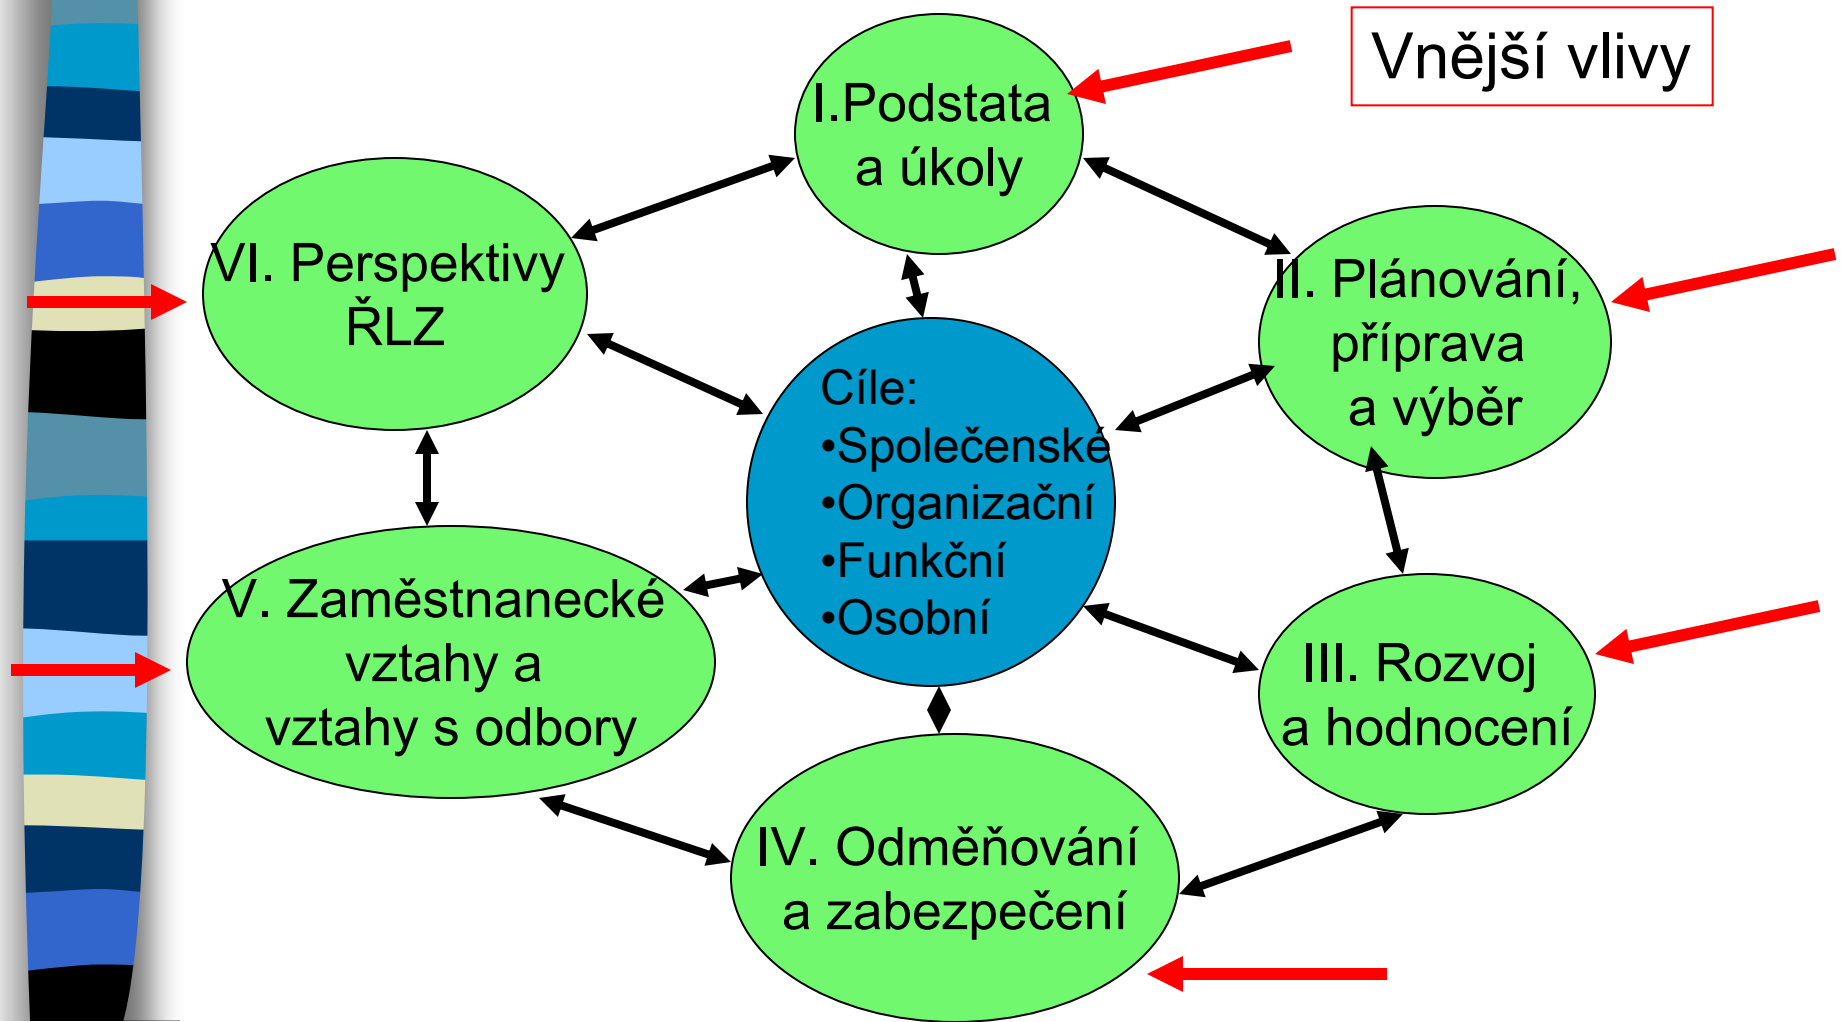 Vnější vlivy
I.Podstata
a úkoly
II. Plánování,
příprava
a výběr
III. Rozvoj
a hodnocení
IV. Odměňování
a zabezpečení
V. Zaměstnanecké
vztahy a
vztahy s odbory
VI. Perspektivy
ŘLZ
Cíle:
•Společenské
•Organizační
•Funkční
•Osobní